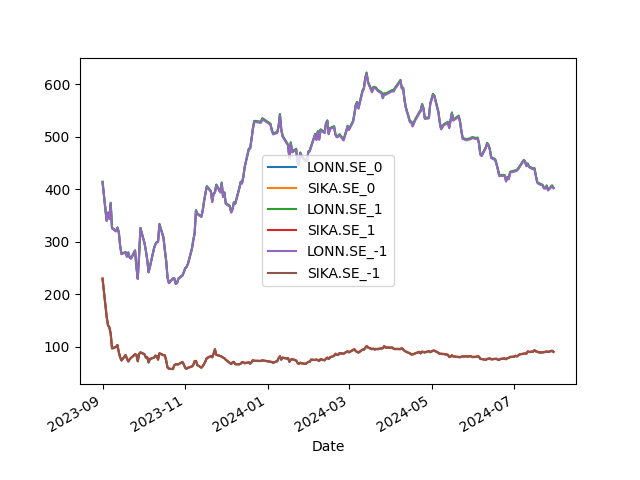 600
500
400
300
200
100
LONN.SE_0
SIKA.SE_0
LONN.SE_1
SIKA.SE_1
LONN.SE_-1
SIKA.SE_-1
2023-09
2023-11
2024-01
2024-03
2024-05
2024-07
Date